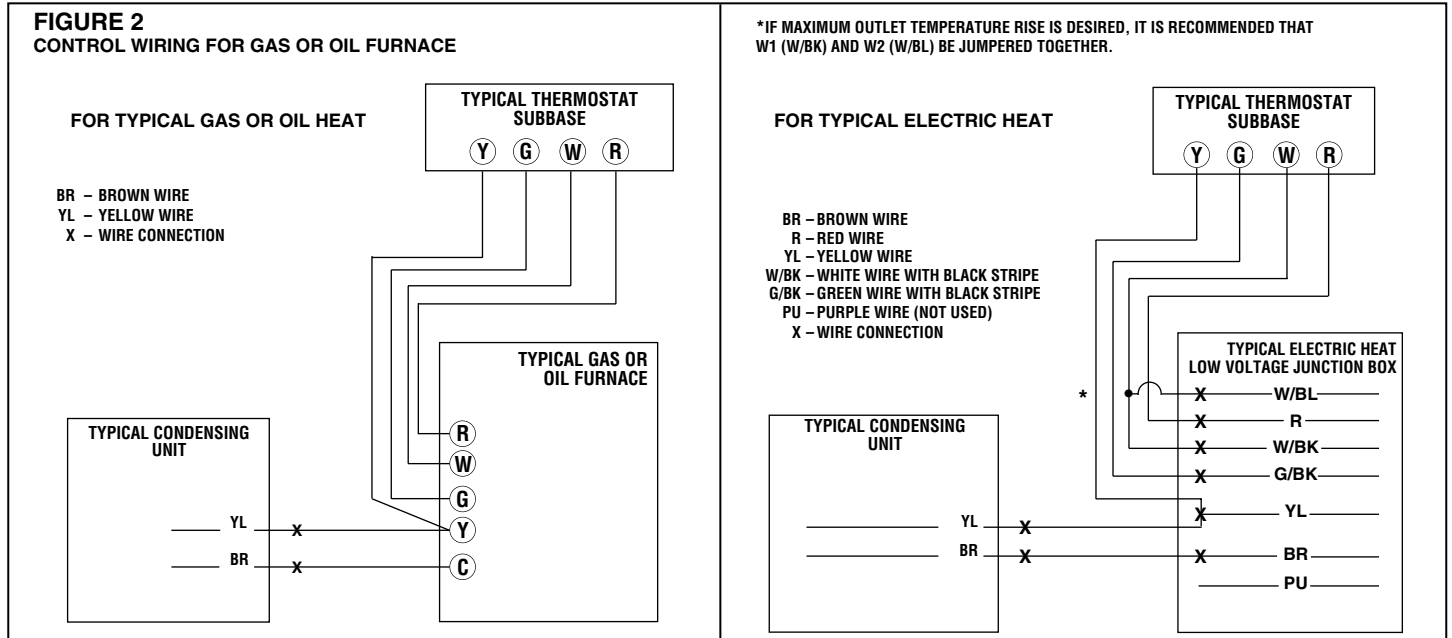 FIGURE 2
CONTROL WIRING FOR GAS OR OIL FURNACE
FOR TYPICAL GAS OR OIL HEAT
TYPICAL THERMOSTAT
SUBBASE
Y G W R
BR – BROWN WIRE
YL – YELLOW WIRE
X – WIRE CONNECTION
TYPICAL GAS OR
OIL FURNACE
R
W
G
Y
C
TYPICAL CONDENSING
UNIT
YL X
BR X
*IF MAXIMUM OUTLET TEMPERATURE RISE IS DESIRED, IT IS RECOMMENDED THAT
W1 (W/BK) AND W2 (W/BL) BE JUMPERED TOGETHER.
FOR TYPICAL ELECTRIC HEAT
TYPICAL THERMOSTAT
SUBBASE
Y G W R
BR – BROWN WIRE
R – RED WIRE
YL – YELLOW WIRE
W/BK – WHITE WIRE WITH BLACK STRIPE
G/BK – GREEN WIRE WITH BLACK STRIPE
PU – PURPLE WIRE (NOT USED)
X – WIRE CONNECTION
TYPICAL ELECTRIC HEAT
LOW VOLTAGE JUNCTION BOX
* X W/BL
X R
X W/BK
X G/BK
X YL
X BR
PU
TYPICAL CONDENSING
UNIT
YL X
BR X